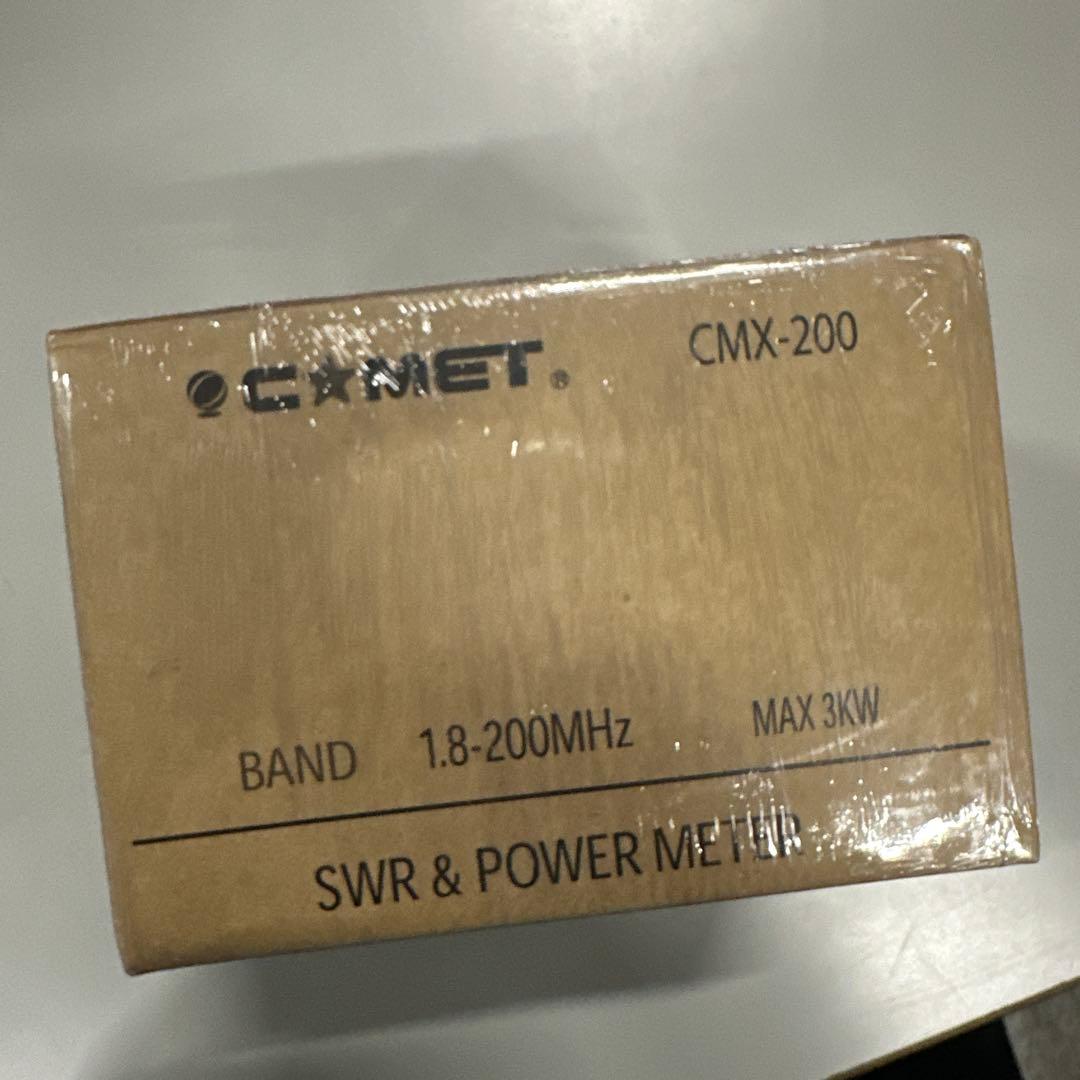 COMET®
CMX-200
BAND 1.8-200MHz MAX 3KW
SWR & POWER METER